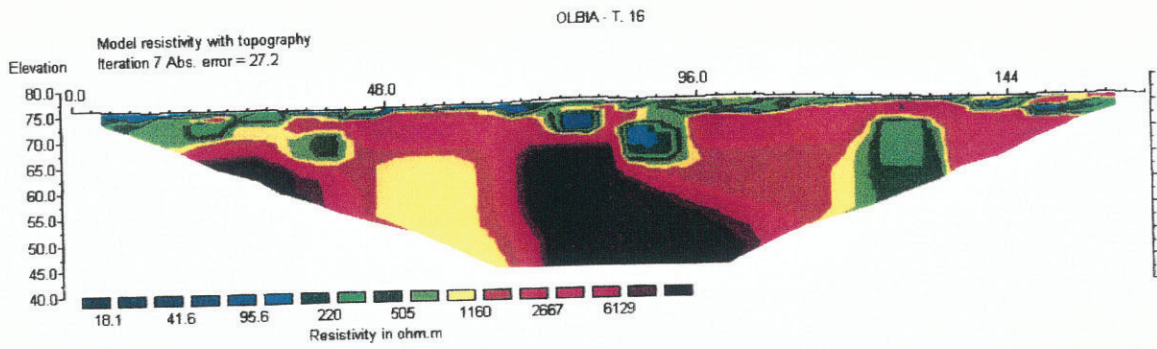 OLBIA - T. 16
Model resistivity with topography
Iteration 7 Abs. error = 27.2
Elevation
0.0 48.0 96.0 144
80.0
75.0
70.0
65.0
60.0
55.0
50.0
45.0
40.0
18.1 41.6 95.6 220 505 1160 2667 6129
Resistivity in ohm.m